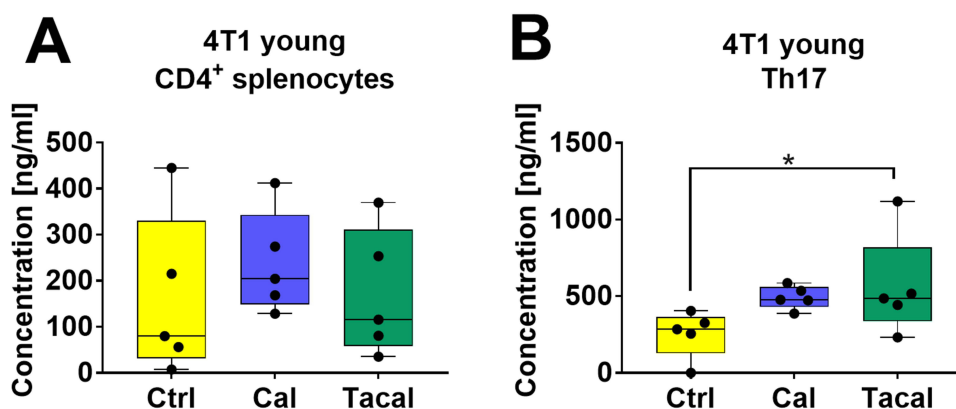 A
4T1 young
CD4⁺ splenocytes
Concentration [ng/ml]
500
400
300
200
100
0
Ctrl
Cal
Tacal
B
4T1 young
Th17
Concentration [ng/ml]
1500
1000
500
0
*
Ctrl
Cal
Tacal